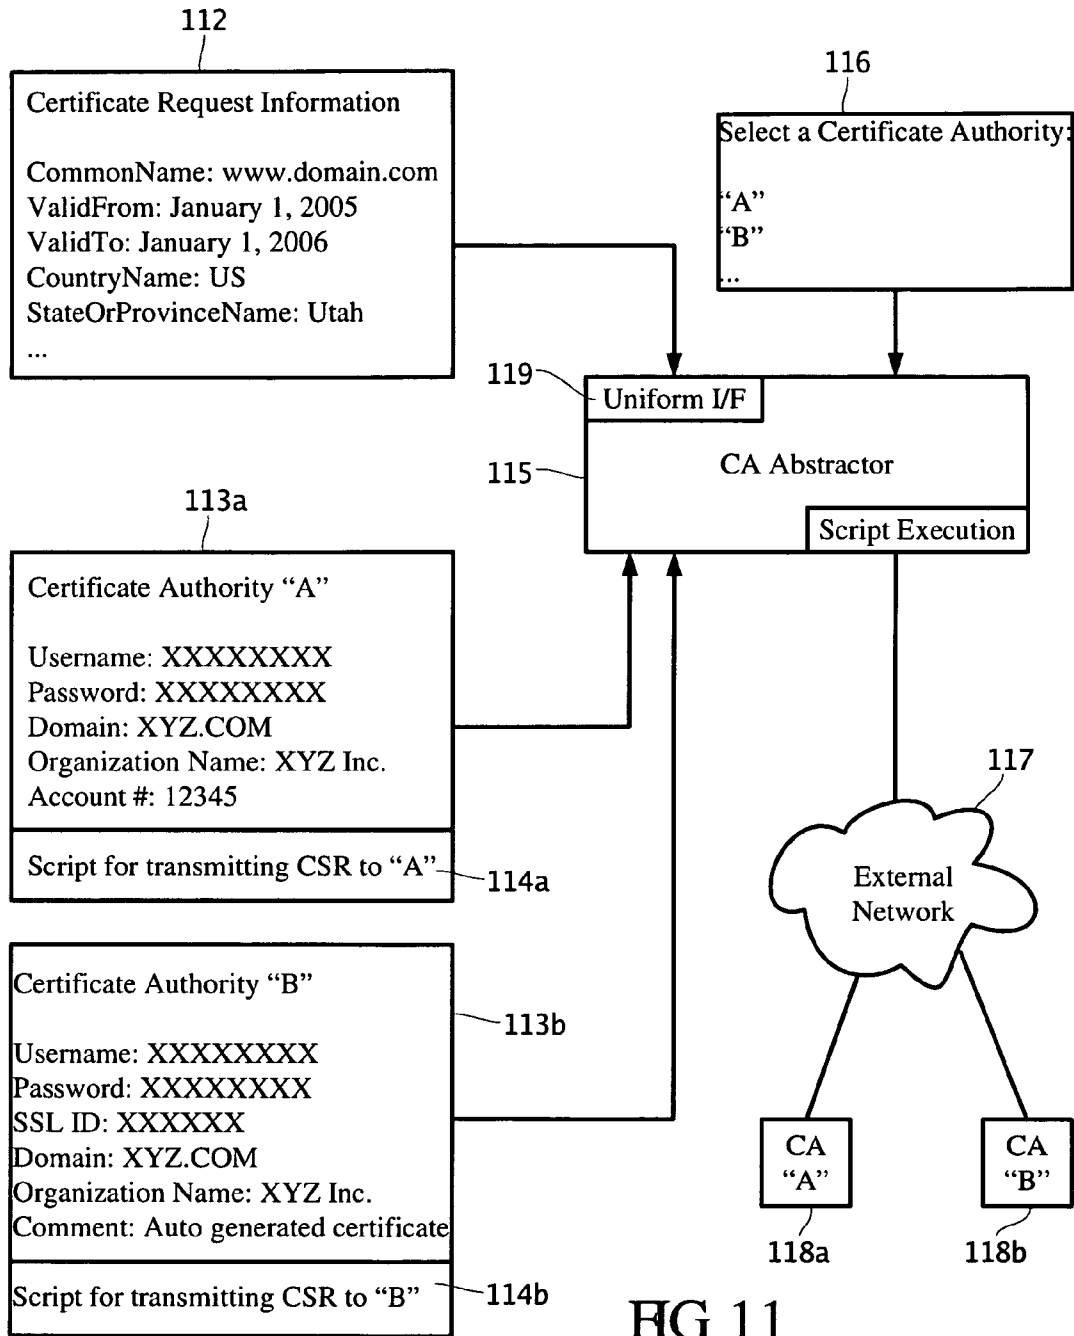 112
Certificate Request Information
CommonName: www.domain.com
ValidFrom: January 1, 2005
ValidTo: January 1, 2006
CountryName: US
StateOrProvinceName: Utah
...
116
Select a Certificate Authority:
“A”
“B”
...
119
Uniform I/F
115
CA Abstractor
Script Execution
113a
Certificate Authority “A”
Username: XXXXXXXX
Password: XXXXXXXX
Domain: XYZ.COM
Organization Name: XYZ Inc.
Account #: 12345
Script for transmitting CSR to “A”
114a
113b
Certificate Authority “B”
Username: XXXXXXXX
Password: XXXXXXXX
SSL ID: XXXXXX
Domain: XYZ.COM
Organization Name: XYZ Inc.
Comment: Auto generated certificate
Script for transmitting CSR to “B”
114b
117
External
Network
CA
“A”
118a
CA
“B”
118b
FIG 11